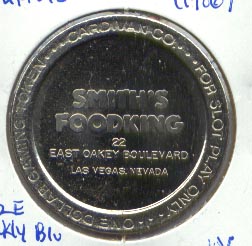 SMITH'S
FOODKING
22
EAST OAKEY BOULEVARD
LAS VEGAS, NEVADA
CARDIVAN CO. • FOR SLOT PLAY ONLY • ONE DOLLAR GAMING TOKEN